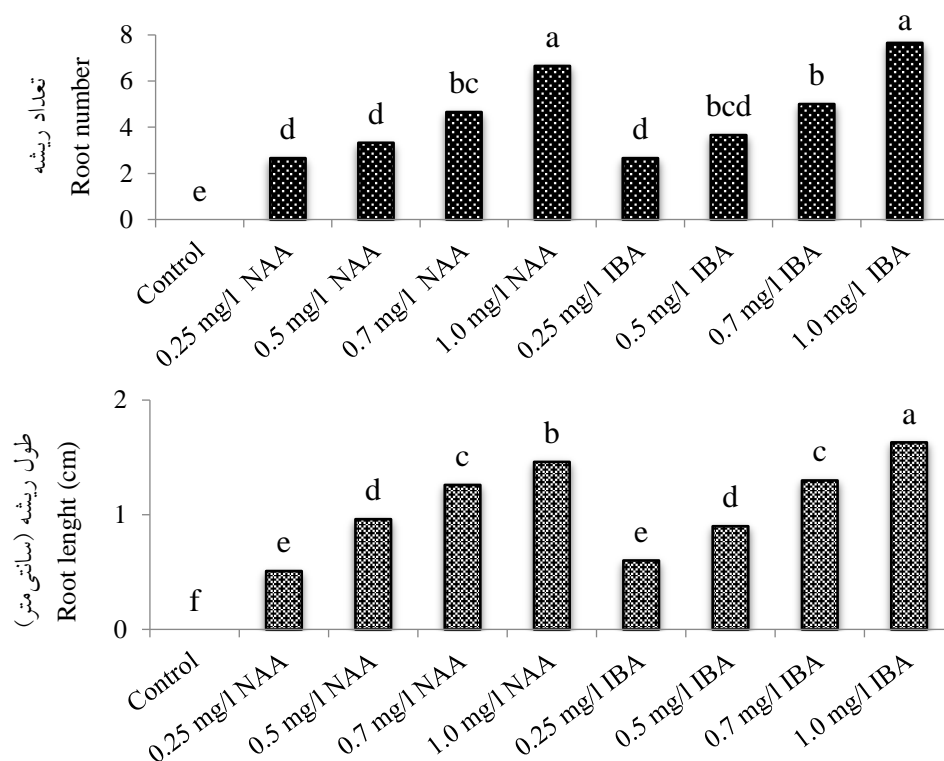 تعداد ریشه
Root number
8
6
4
2
0
e
d
d
bc
a
d
bcd
b
a
Control
0.25 mg/l NAA
0.5 mg/l NAA
0.7 mg/l NAA
1.0 mg/l NAA
0.25 mg/l IBA
0.5 mg/l IBA
0.7 mg/l IBA
1.0 mg/l IBA
طول ریشه (سانتی‌متر)
Root lenght (cm)
2
1
0
f
e
d
c
b
e
d
c
a
Control
0.25 mg/l NAA
0.5 mg/l NAA
0.7 mg/l NAA
1.0 mg/l NAA
0.25 mg/l IBA
0.5 mg/l IBA
0.7 mg/l IBA
1.0 mg/l IBA